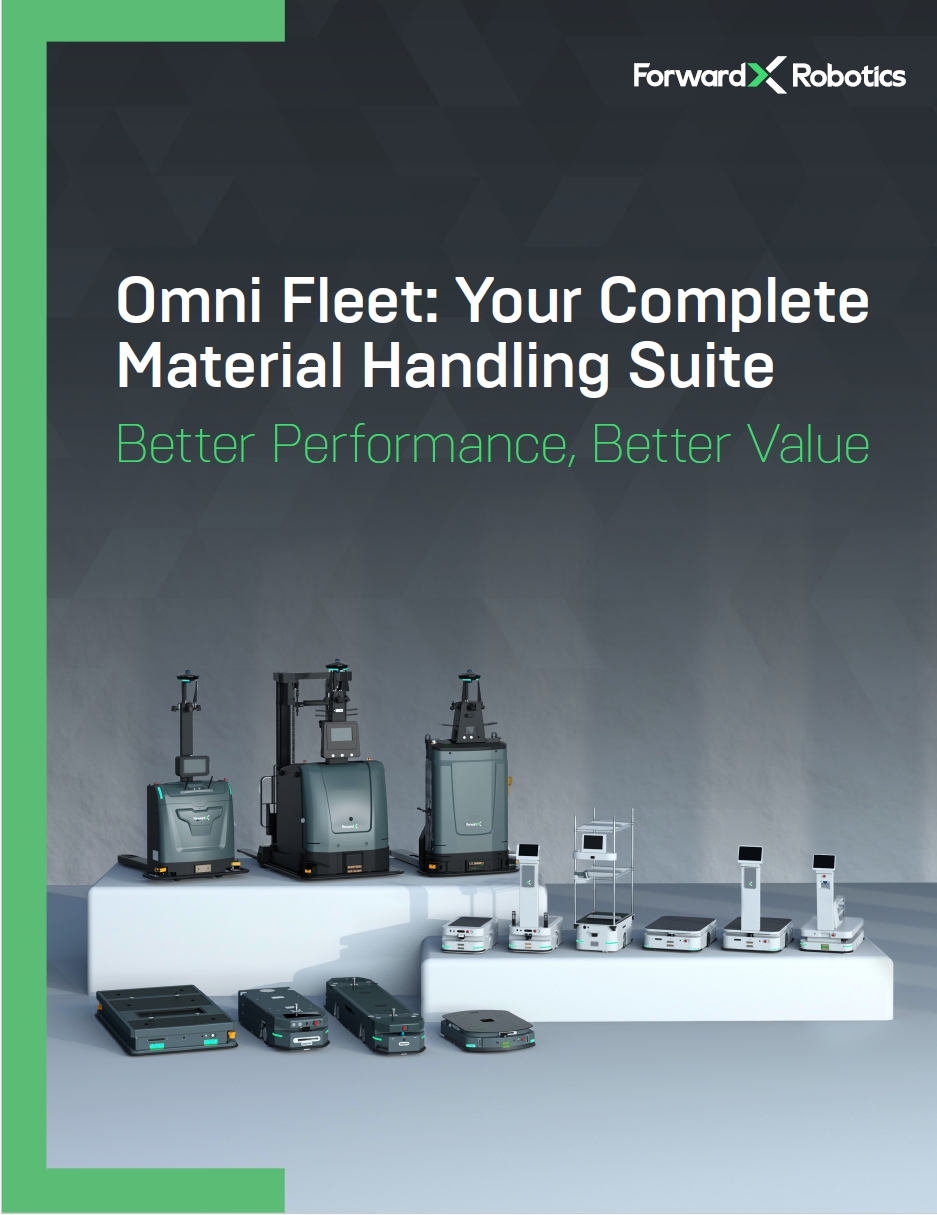 ForwardX Robotics
Omni Fleet: Your Complete
Material Handling Suite
Better Performance, Better Value